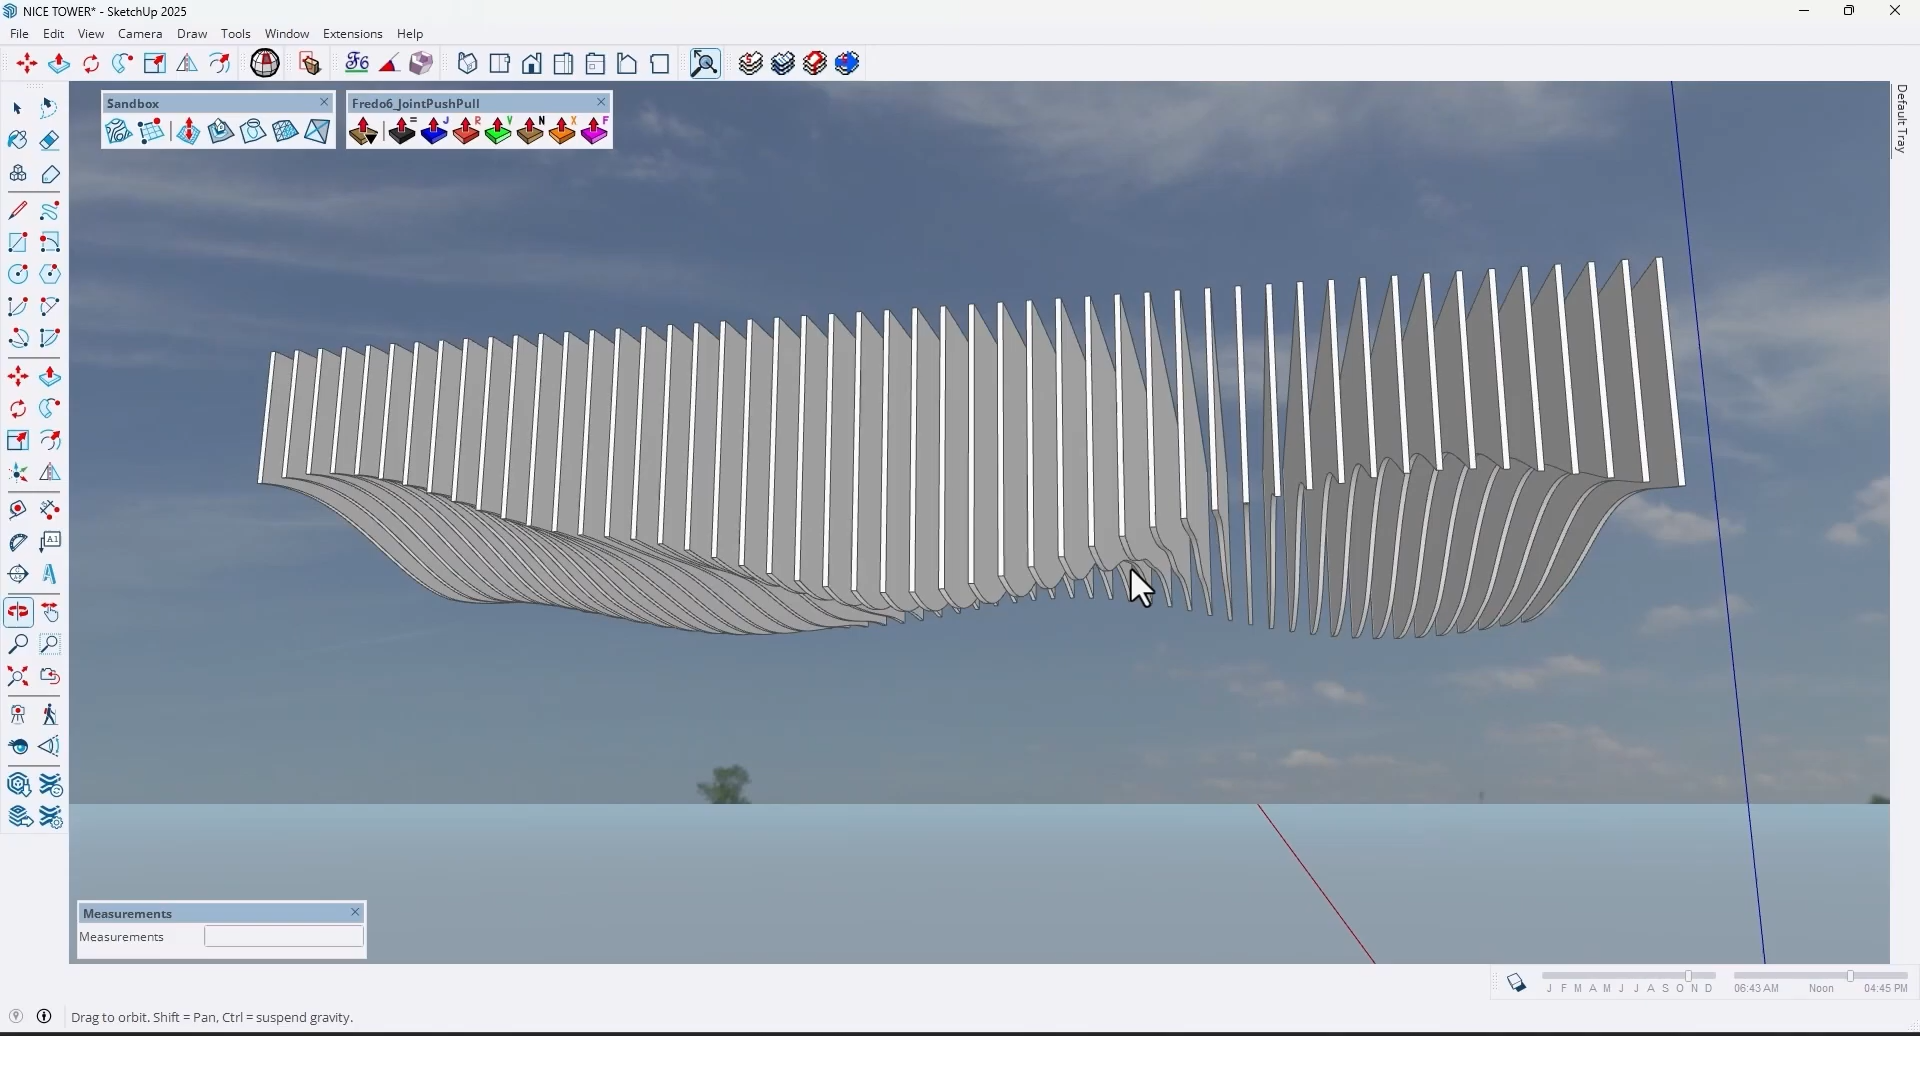 NICE TOWER* - SketchUp 2025
File Edit View Camera Draw Tools Window Extensions Help
Default Tray
Sandbox
Fredo6_JointPushPull
= J R V N X F
Measurements
Measurements
J F M A M J J A S O N D 06:43 AM Noon 04:45 PM
Drag to orbit. Shift = Pan, Ctrl = suspend gravity.